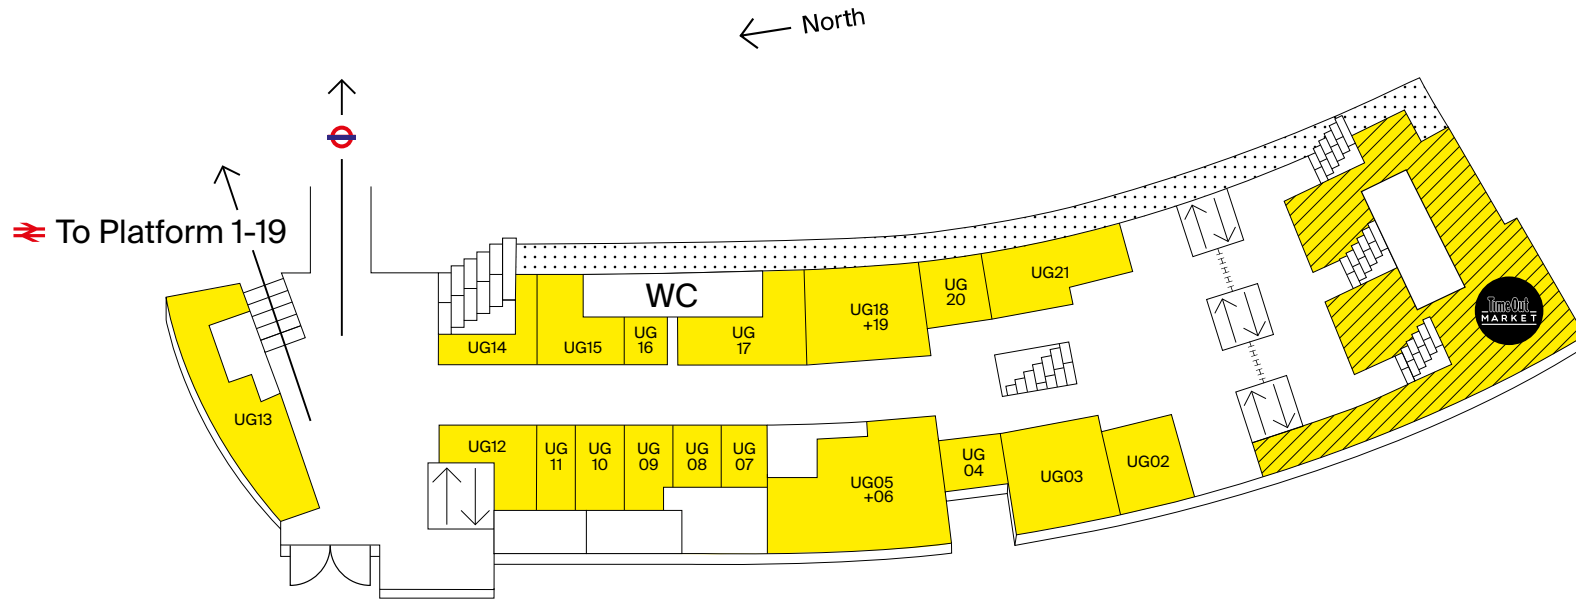 North
To Platform 1-19
WC
UG14
UG15
UG
16
UG
17
UG18
+19
UG
20
UG21
TimeOut
MARKET
UG13
UG12
UG
11
UG
10
UG
09
UG
08
UG
07
UG05
+06
UG
04
UG03
UG02